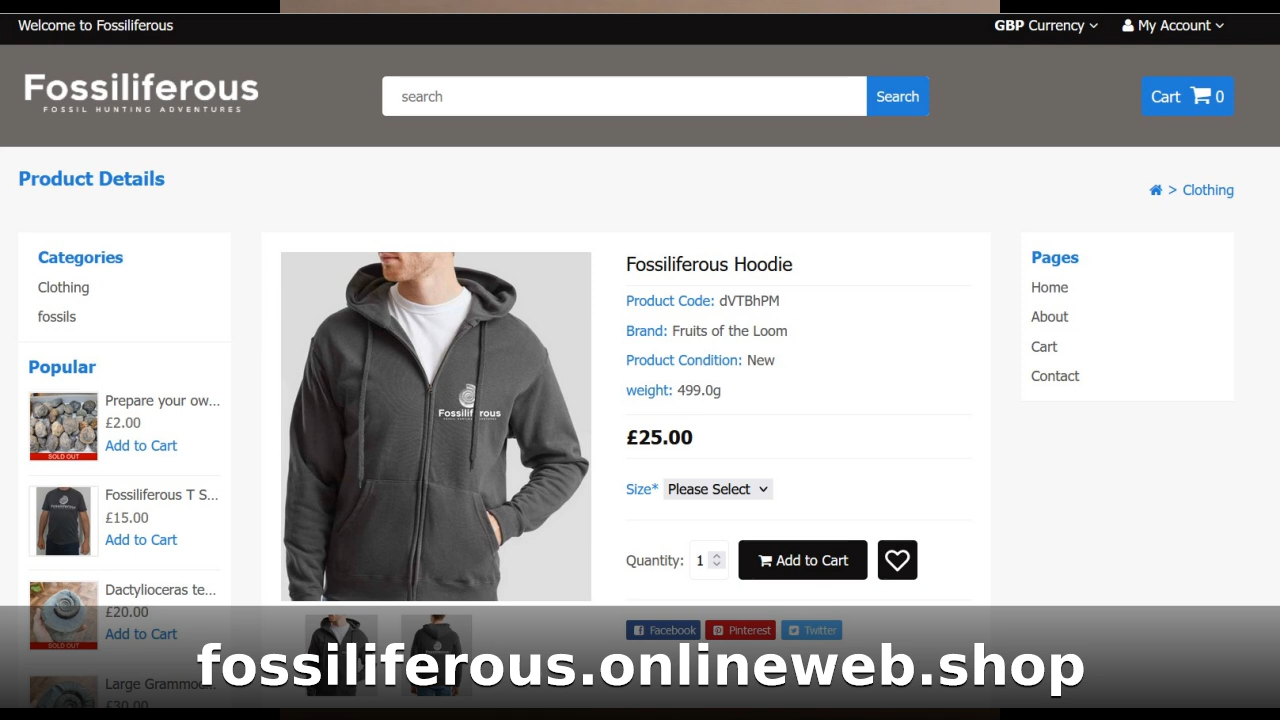 Welcome to Fossiliferous
GBP Currency
My Account
Fossiliferous
FOSSIL HUNTING ADVENTURES
search
Search
Cart 0
Product Details
> Clothing
Categories
Clothing
fossils
Popular
Prepare your ow...
£2.00
Add to Cart
SOLD OUT
Fossiliferous T S...
£15.00
Add to Cart
Dactylioceras te...
£20.00
Add to Cart
SOLD OUT
Large Grammoc...
£30.00
Fossiliferous
Fossiliferous Hoodie
Product Code: dVTBhPM
Brand: Fruits of the Loom
Product Condition: New
weight: 499.0g
£25.00
Size* Please Select
Quantity: 1
Add to Cart
Facebook
Pinterest
Twitter
Pages
Home
About
Cart
Contact
fossiliferous.onlineweb.shop